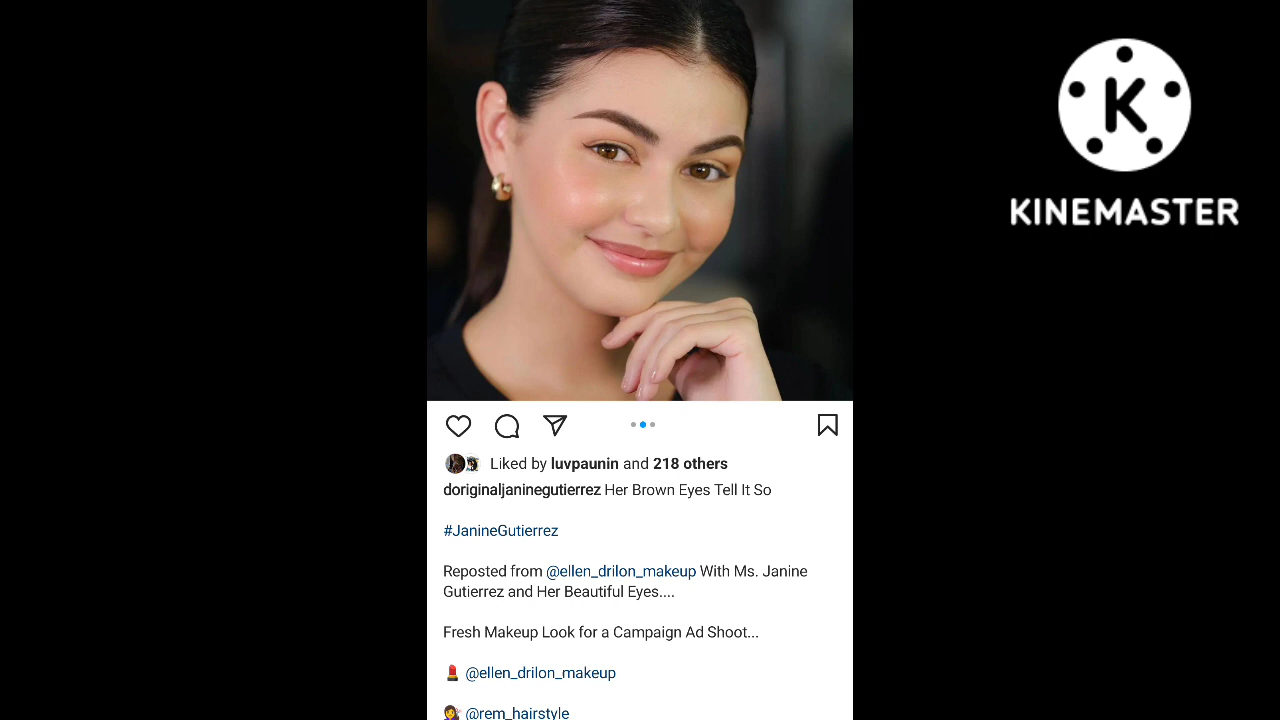 K
KINEMASTER
Liked by luvpaunin and 218 others
doriginaljaninegutierrez Her Brown Eyes Tell It So
#JanineGutierrez
Reposted from @ellen_drilon_makeup With Ms. Janine
Gutierrez and Her Beautiful Eyes....
Fresh Makeup Look for a Campaign Ad Shoot...
💄 @ellen_drilon_makeup
💇‍♀️ @rem_hairstyle